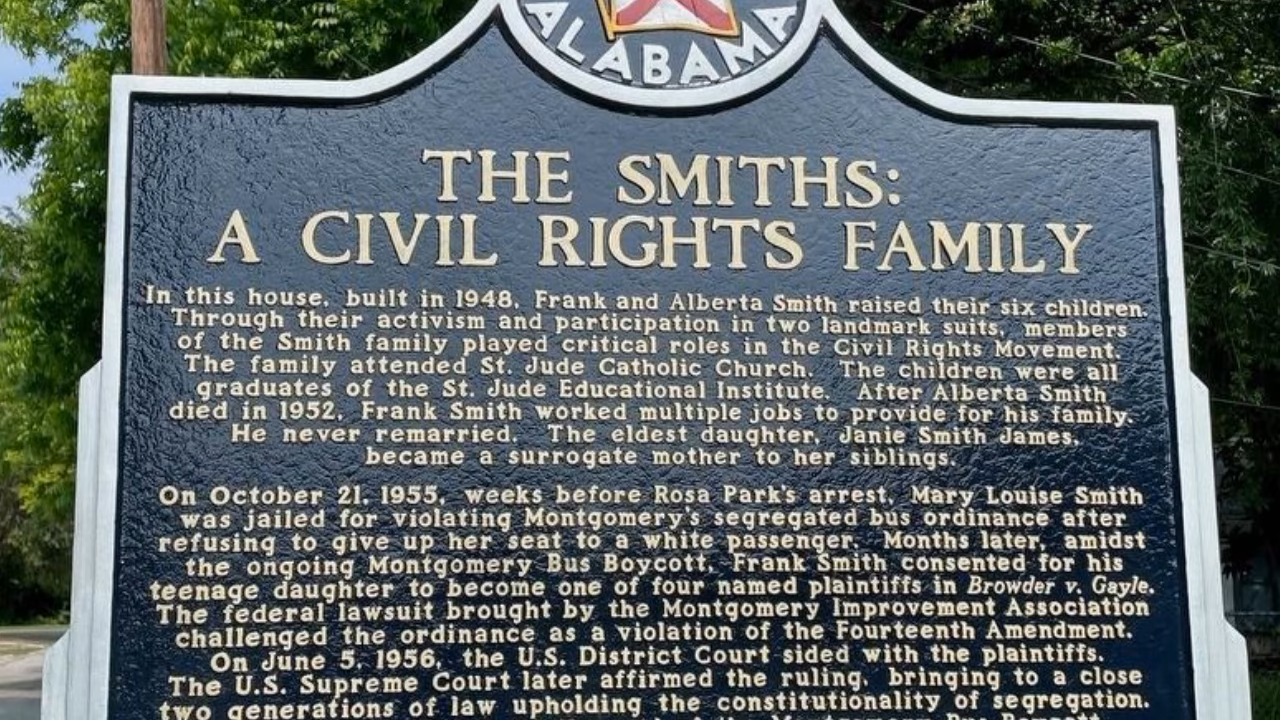 ALABAMA
THE SMITHS:
A CIVIL RIGHTS FAMILY
In this house, built in 1948, Frank and Alberta Smith raised their six children.
Through their activism and participation in two landmark suits, members
of the Smith family played critical roles in the Civil Rights Movement.
The family attended St. Jude Catholic Church. The children were all
graduates of the St. Jude Educational Institute. After Alberta Smith
died in 1952, Frank Smith worked multiple jobs to provide for his family.
He never remarried. The eldest daughter, Janie Smith James,
became a surrogate mother to her siblings.
On October 21, 1955, weeks before Rosa Park's arrest, Mary Louise Smith
was jailed for violating Montgomery's segregated bus ordinance after
refusing to give up her seat to a white passenger. Months later, amidst
the ongoing Montgomery Bus Boycott, Frank Smith consented for his
teenage daughter to become one of four named plaintiffs in Browder v. Gayle.
The federal lawsuit brought by the Montgomery Improvement Association
challenged the ordinance as a violation of the Fourteenth Amendment.
On June 5, 1956, the U.S. District Court sided with the plaintiffs.
The U.S. Supreme Court later affirmed the ruling, bringing to a close
two generations of law upholding the constitutionality of segregation.
the Montgomery Bus Boycott